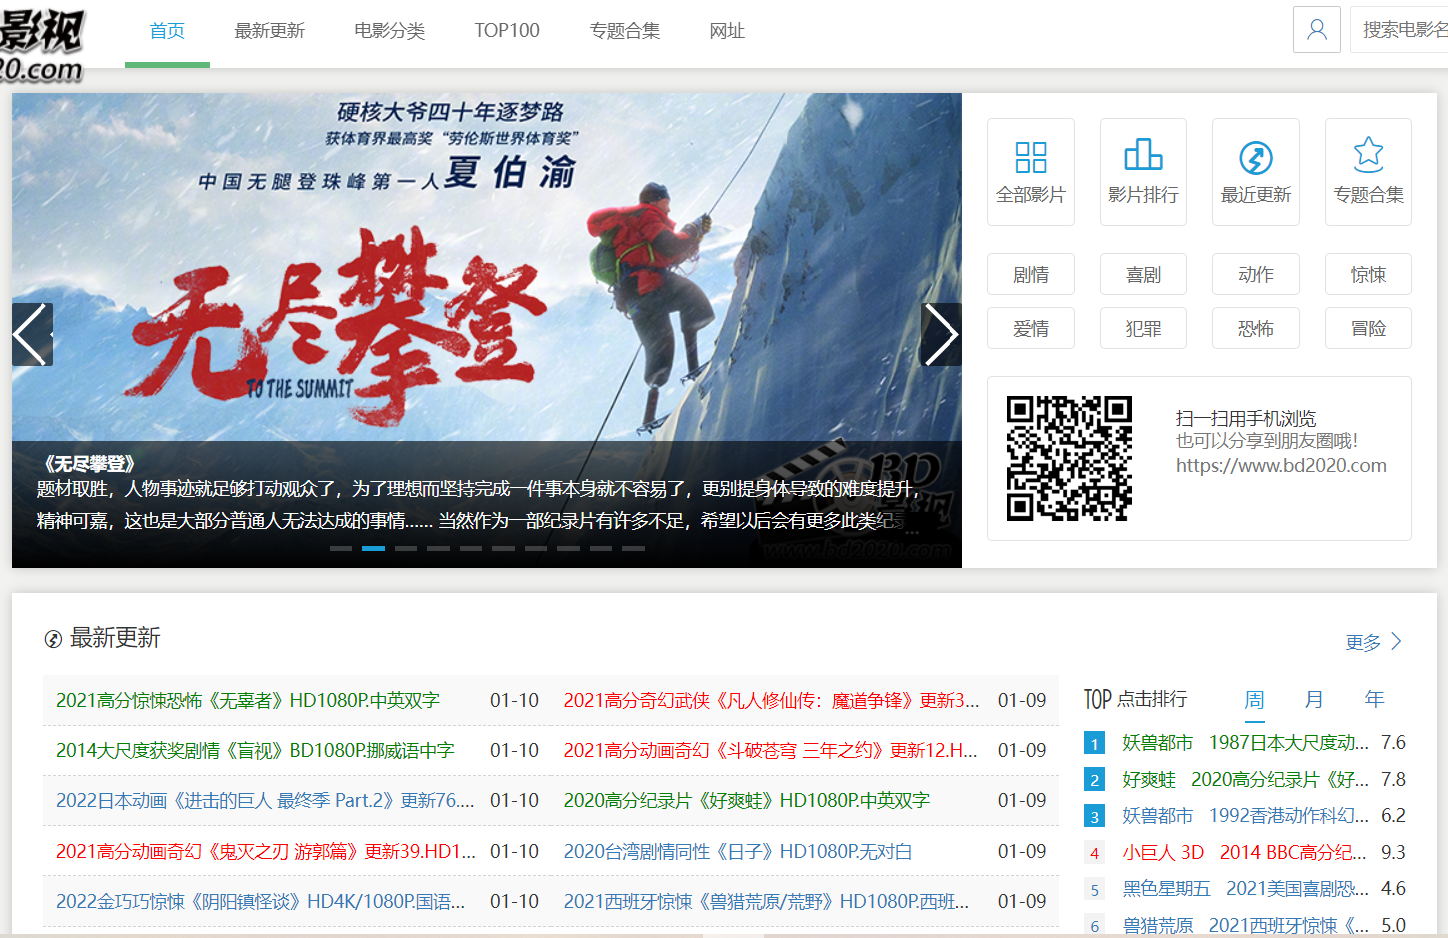 影视
20.com
首页
最新更新
电影分类
TOP100
专题合集
网址
搜索电影名
硬核大爷四十年逐梦路
获体育界最高奖“劳伦斯世界体育奖”
中国无腿登珠峰第一人夏伯渝
无尽攀登
TO THE SUMMIT
《无尽攀登》
题材取胜，人物事迹就足够打动观众了，为了理想而坚持完成一件事本身就不容易了，更别提身体导致的难度提升，
精神可嘉，这也是大部分普通人无法达成的事情...... 当然作为一部纪录片有许多不足，希望以后会有更多此类纪录...
BD
影视
www.bd2020.com
全部影片
影片排行
最近更新
专题合集
剧情
喜剧
动作
惊悚
爱情
犯罪
恐怖
冒险
扫一扫用手机浏览
也可以分享到朋友圈哦！
https://www.bd2020.com
最新更新
更多
2021高分惊悚恐怖《无辜者》HD1080P.中英双字 01-10
2021高分奇幻武侠《凡人修仙传：魔道争锋》更新3... 01-09
2014大尺度获奖剧情《盲视》BD1080P.挪威语中字 01-10
2021高分动画奇幻《斗破苍穹 三年之约》更新12.H... 01-09
2022日本动画《进击的巨人 最终季 Part.2》更新76.... 01-10
2020高分纪录片《好爽蛙》HD1080P.中英双字 01-09
2021高分动画奇幻《鬼灭之刃 游郭篇》更新39.HD1... 01-10
2020台湾剧情同性《日子》HD1080P.无对白 01-09
2022金巧巧惊悚《阴阳镇怪谈》HD4K/1080P.国语... 01-10
2021西班牙惊悚《兽猎荒原/荒野》HD1080P.西班... 01-09
TOP 点击排行 周 月 年
1 妖兽都市 1987日本大尺度动... 7.6
2 好爽蛙 2020高分纪录片《好... 7.8
3 妖兽都市 1992香港动作科幻... 6.2
4 小巨人 3D 2014 BBC高分纪... 9.3
5 黑色星期五 2021美国喜剧恐... 4.6
6 兽猎荒原 2021西班牙惊悚《... 5.0